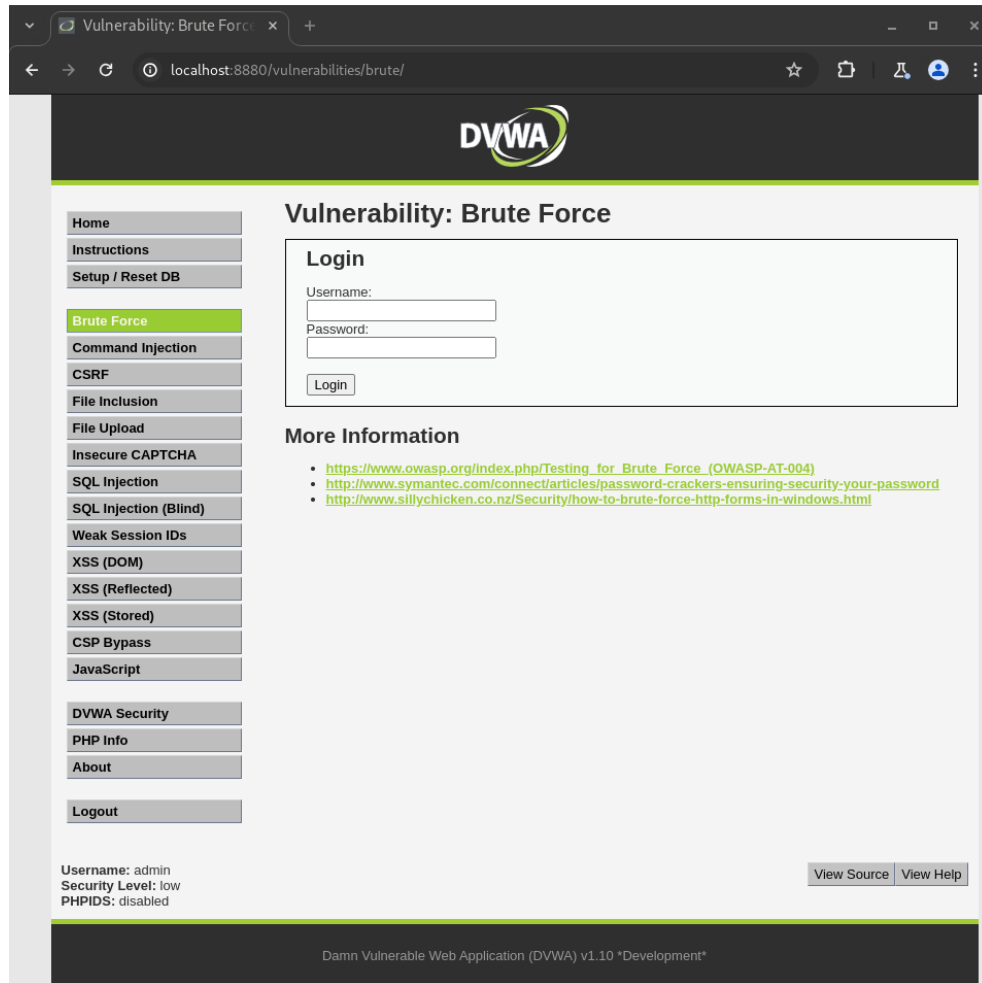 Vulnerability: Brute Force
localhost:8880/vulnerabilities/brute/
DVWA
Home
Instructions
Setup / Reset DB
Brute Force
Command Injection
CSRF
File Inclusion
File Upload
Insecure CAPTCHA
SQL Injection
SQL Injection (Blind)
Weak Session IDs
XSS (DOM)
XSS (Reflected)
XSS (Stored)
CSP Bypass
JavaScript
DVWA Security
PHP Info
About
Logout
Vulnerability: Brute Force
Login
Username:
Password:
Login
More Information
https://www.owasp.org/index.php/Testing_for_Brute_Force_(OWASP-AT-004)
http://www.symantec.com/connect/articles/password-crackers-ensuring-security-your-password
http://www.sillychicken.co.nz/Security/how-to-brute-force-http-forms-in-windows.html
Username: admin
Security Level: low
PHPIDS: disabled
View Source View Help
Damn Vulnerable Web Application (DVWA) v1.10 *Development*